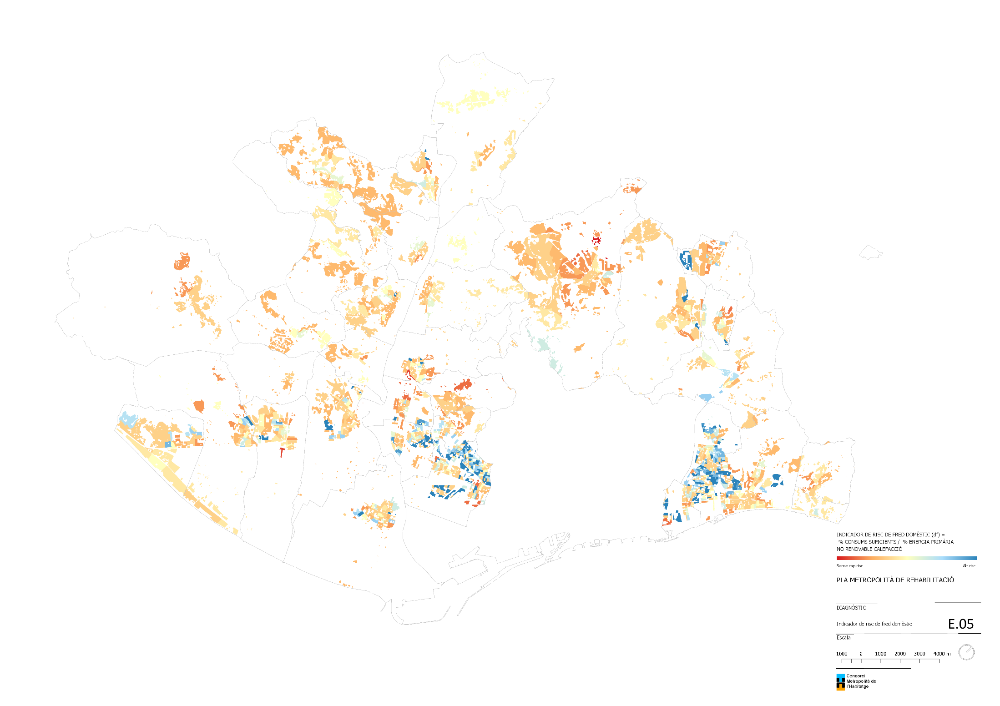 INDICADOR DE RISC DE FRED DOMÈSTIC (df) =
% CONSUMS SUFICIENTS / % ENERGIA PRIMÀRIA
NO RENOVABLE CALEFACCIÓ
Sense cap risc
Alt risc
PLA METROPOLITÀ DE REHABILITACIÓ
DIAGNÒSTIC
Indicador de risc de fred domèstic
E.05
Escala
1000 0 1000 2000 3000 4000 m
Consorci
Metropolità de
l'Habitatge